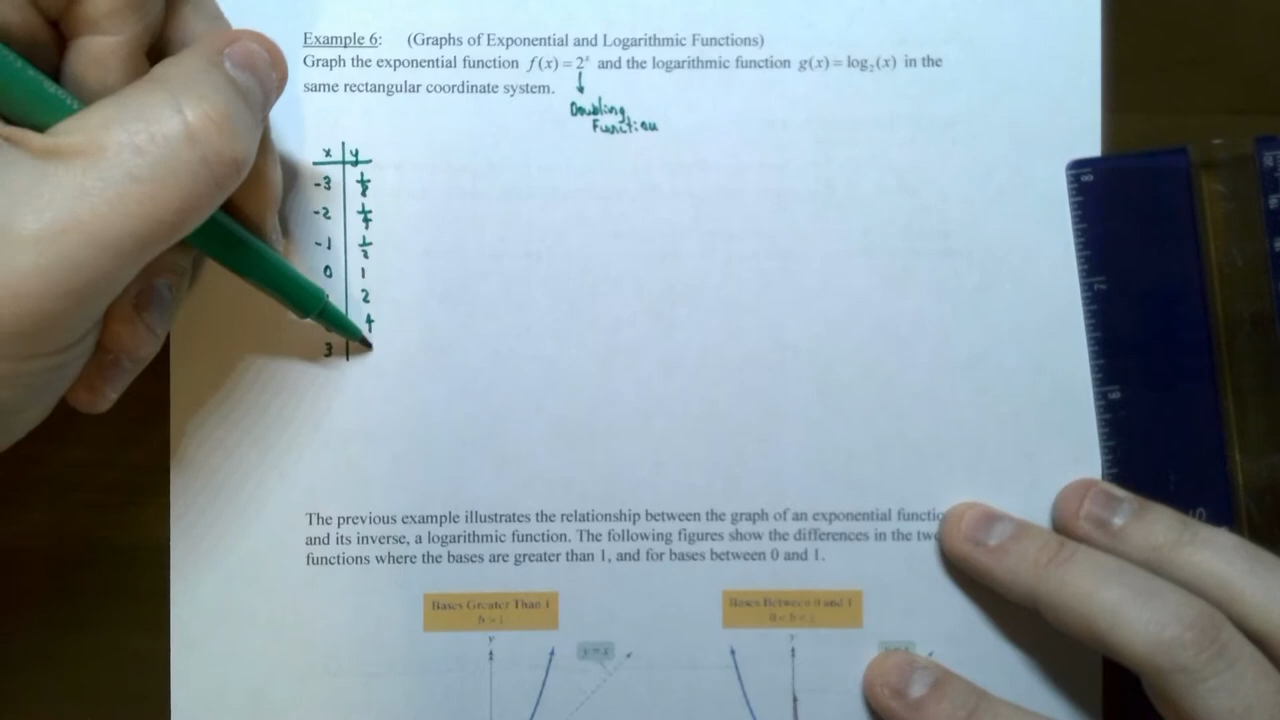 Example 6: (Graphs of Exponential and Logarithmic Functions)
Graph the exponential function f(x) = 2ˣ and the logarithmic function g(x) = log₂(x) in the
same rectangular coordinate system.
Doubling
Function
x y
-3 1/8
-2 1/4
-1 1/2
0 1
2
4
3
The previous example illustrates the relationship between the graph of an exponential
and its inverse, a logarithmic function. The following figures show the differences in the
functions where the bases are greater than 1, and for bases between 0 and 1.
Bases Greater Than 1
b > 1
Bases Between 0 and 1
0 < b < 1
y
y = x
y